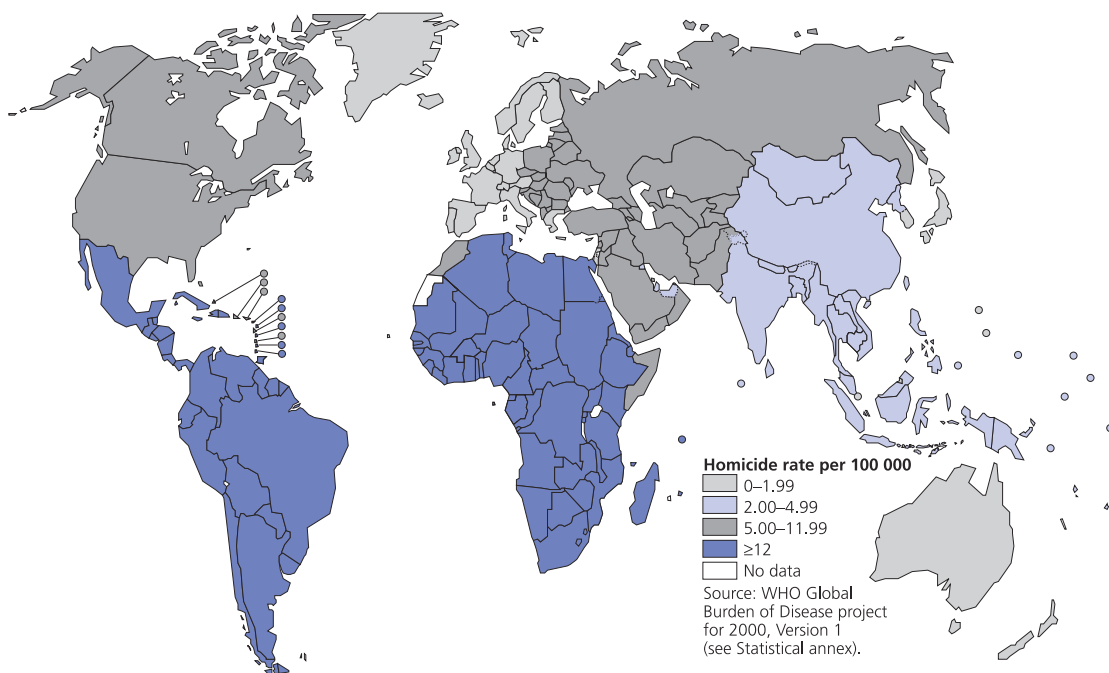 Homicide rate per 100 000
0–1.99
2.00–4.99
5.00–11.99
≥12
No data
Source: WHO Global
Burden of Disease project
for 2000, Version 1
(see Statistical annex).